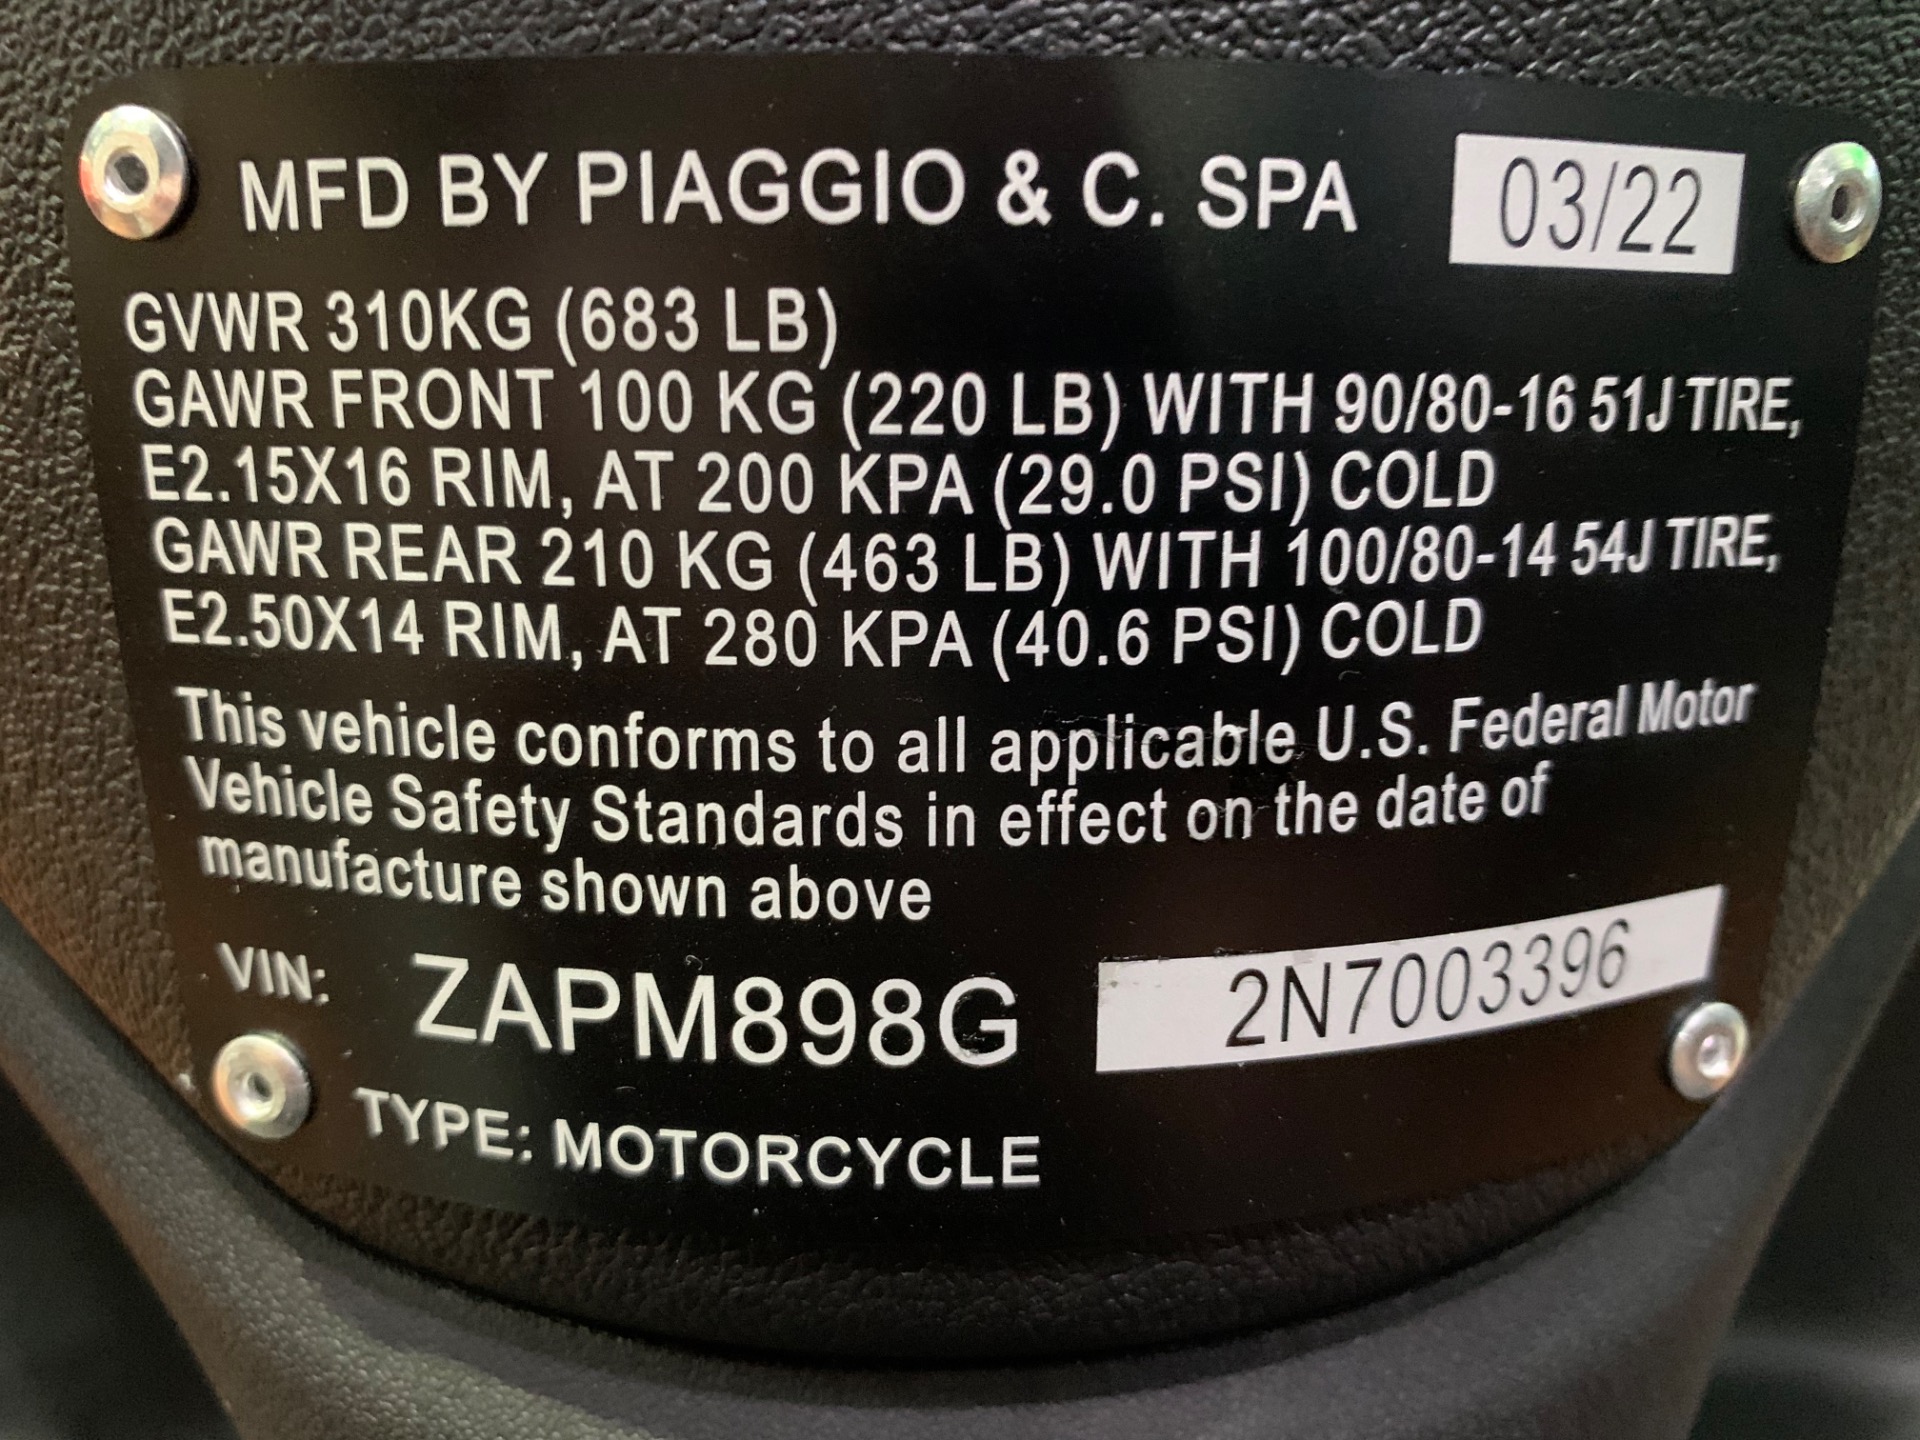 MFD BY PIAGGIO & C. SPA 03/22
GVWR 310KG (683 LB)
GAWR FRONT 100 KG (220 LB) WITH 90/80-16 51J TIRE,
E2.15X16 RIM, AT 200 KPA (29.0 PSI) COLD
GAWR REAR 210 KG (463 LB) WITH 100/80-14 54J TIRE,
E2.50X14 RIM, AT 280 KPA (40.6 PSI) COLD
This vehicle conforms to all applicable U.S. Federal Motor
Vehicle Safety Standards in effect on the date of
manufacture shown above
VIN: ZAPM898G 2N7003396
TYPE: MOTORCYCLE